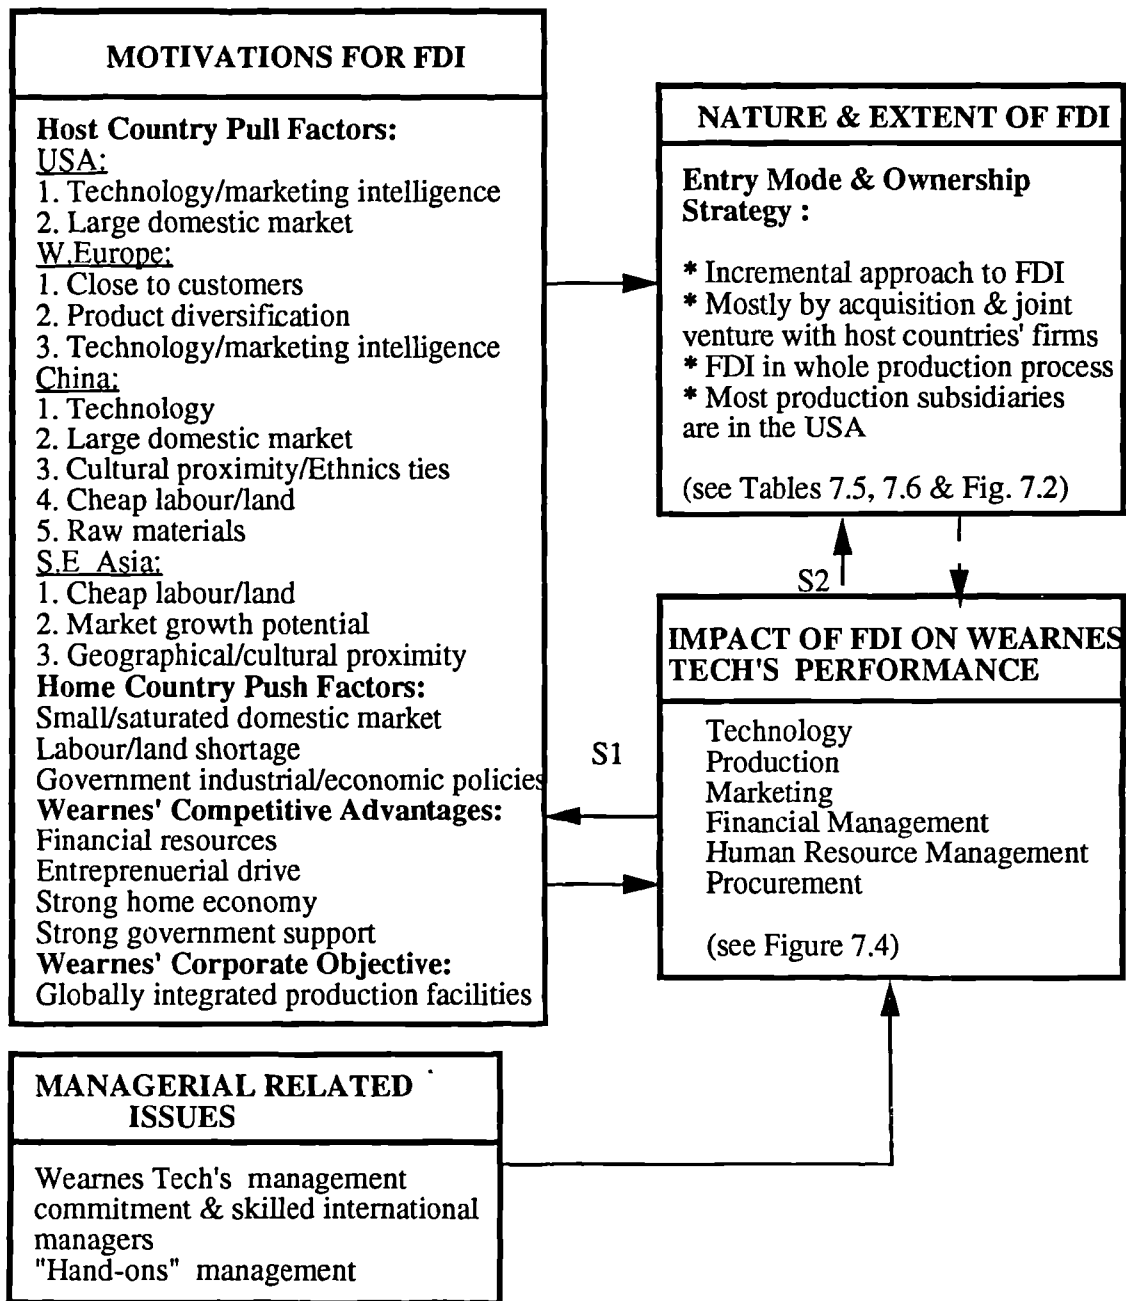 MOTIVATIONS FOR FDI
Host Country Pull Factors:
USA:
1. Technology/marketing intelligence
2. Large domestic market
W.Europe:
1. Close to customers
2. Product diversification
3. Technology/marketing intelligence
China:
1. Technology
2. Large domestic market
3. Cultural proximity/Ethnics ties
4. Cheap labour/land
5. Raw materials
S.E Asia:
1. Cheap labour/land
2. Market growth potential
3. Geographical/cultural proximity
Home Country Push Factors:
Small/saturated domestic market
Labour/land shortage
Government industrial/economic policies
Wearnes' Competitive Advantages:
Financial resources
Entreprenuerial drive
Strong home economy
Strong government support
Wearnes' Corporate Objective:
Globally integrated production facilities
NATURE & EXTENT OF FDI
Entry Mode & Ownership
Strategy :
* Incremental approach to FDI
* Mostly by acquisition & joint
venture with host countries' firms
* FDI in whole production process
* Most production subsidiaries
are in the USA
(see Tables 7.5, 7.6 & Fig. 7.2)
S2
S1
IMPACT OF FDI ON WEARNES
TECH'S PERFORMANCE
Technology
Production
Marketing
Financial Management
Human Resource Management
Procurement
(see Figure 7.4)
MANAGERIAL RELATED
ISSUES
Wearnes Tech's management
commitment & skilled international
managers
"Hand-ons" management